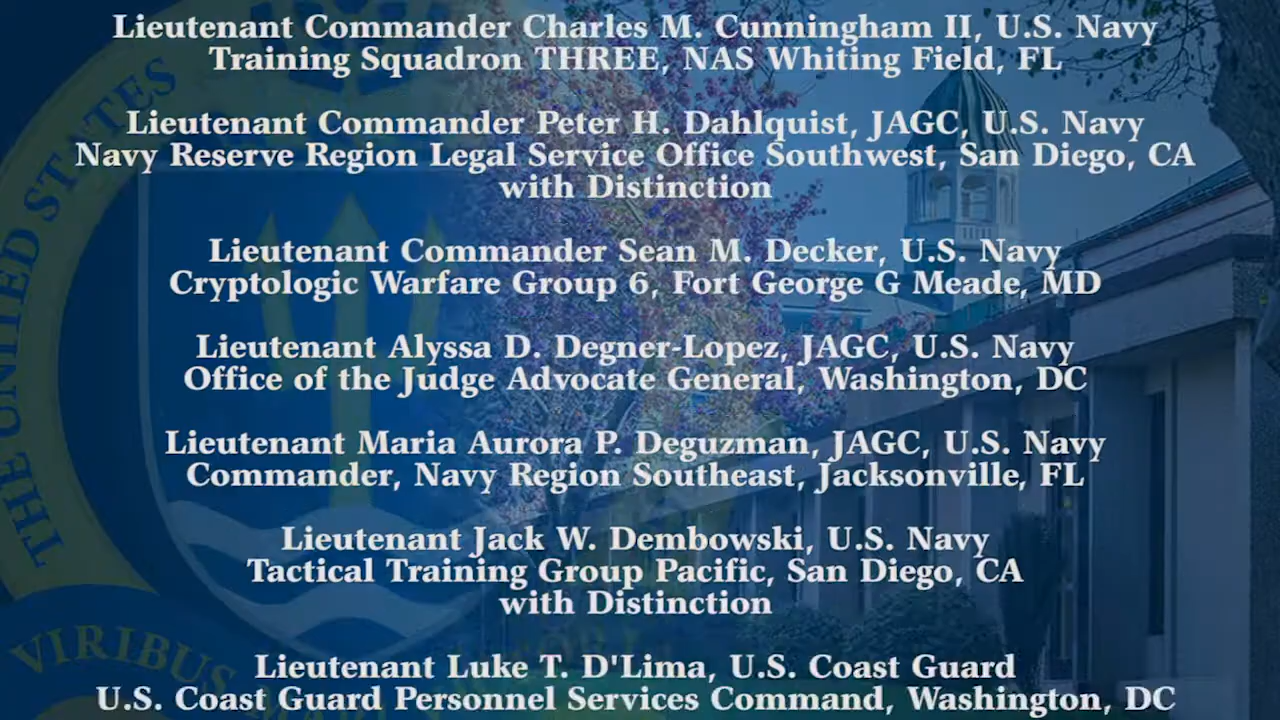 Lieutenant Commander Charles M. Cunningham II, U.S. Navy
Training Squadron THREE, NAS Whiting Field, FL
Lieutenant Commander Peter H. Dahlquist, JAGC, U.S. Navy
Navy Reserve Region Legal Service Office Southwest, San Diego, CA
with Distinction
Lieutenant Commander Sean M. Decker, U.S. Navy
Cryptologic Warfare Group 6, Fort George G Meade, MD
Lieutenant Alyssa D. Degner-Lopez, JAGC, U.S. Navy
Office of the Judge Advocate General, Washington, DC
Lieutenant Maria Aurora P. Deguzman, JAGC, U.S. Navy
Commander, Navy Region Southeast, Jacksonville, FL
Lieutenant Jack W. Dembowski, U.S. Navy
Tactical Training Group Pacific, San Diego, CA
with Distinction
Lieutenant Luke T. D'Lima, U.S. Coast Guard
U.S. Coast Guard Personnel Services Command, Washington, DC
THE UNITED STATES
VIRIBUS